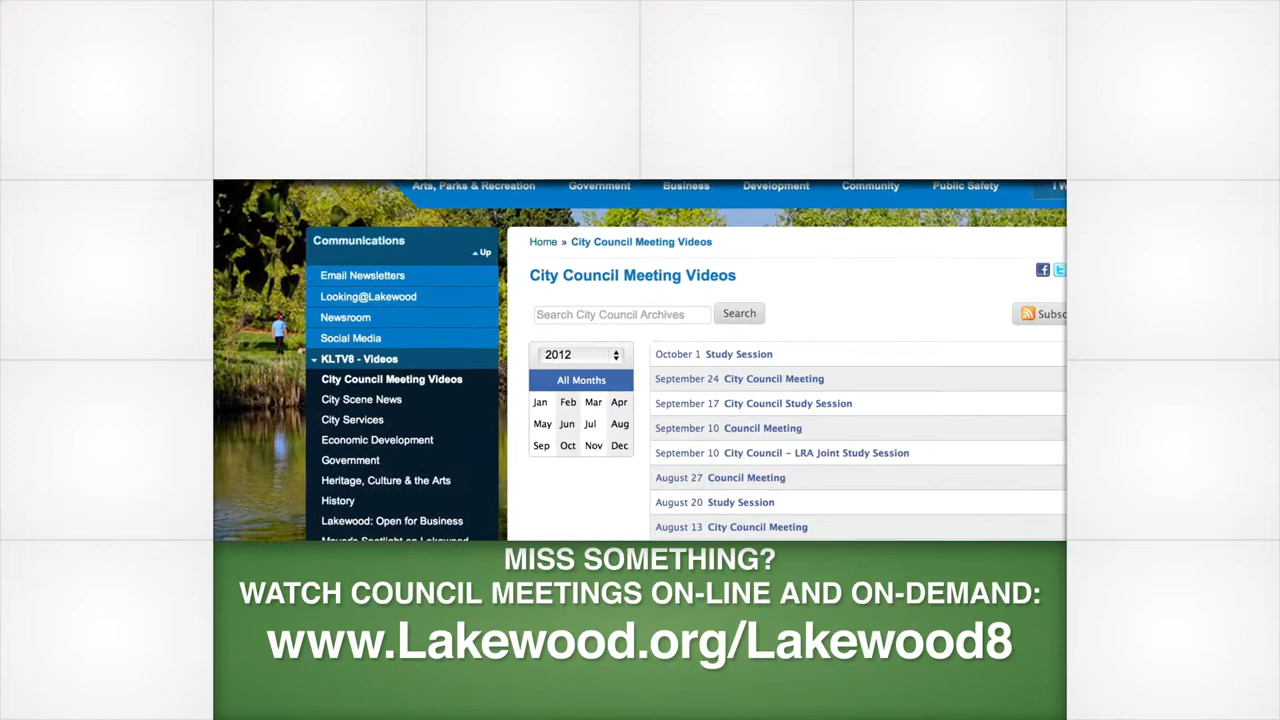 Arts, Parks & Recreation Government Business Development Community Public Safety I W
Communications
Up
Email Newsletters
Looking@Lakewood
Newsroom
Social Media
KLTV8 - Videos
City Council Meeting Videos
City Scene News
City Services
Economic Development
Government
Heritage, Culture & the Arts
History
Lakewood: Open for Business
Mayor's Spotlight on Lakewood
Home » City Council Meeting Videos
City Council Meeting Videos
Search City Council Archives Search Subsc
2012
All Months
Jan Feb Mar Apr
May Jun Jul Aug
Sep Oct Nov Dec
October 1 Study Session
September 24 City Council Meeting
September 17 City Council Study Session
September 10 Council Meeting
September 10 City Council – LRA Joint Study Session
August 27 Council Meeting
August 20 Study Session
August 13 City Council Meeting
MISS SOMETHING?
WATCH COUNCIL MEETINGS ON-LINE AND ON-DEMAND:
www.Lakewood.org/Lakewood8